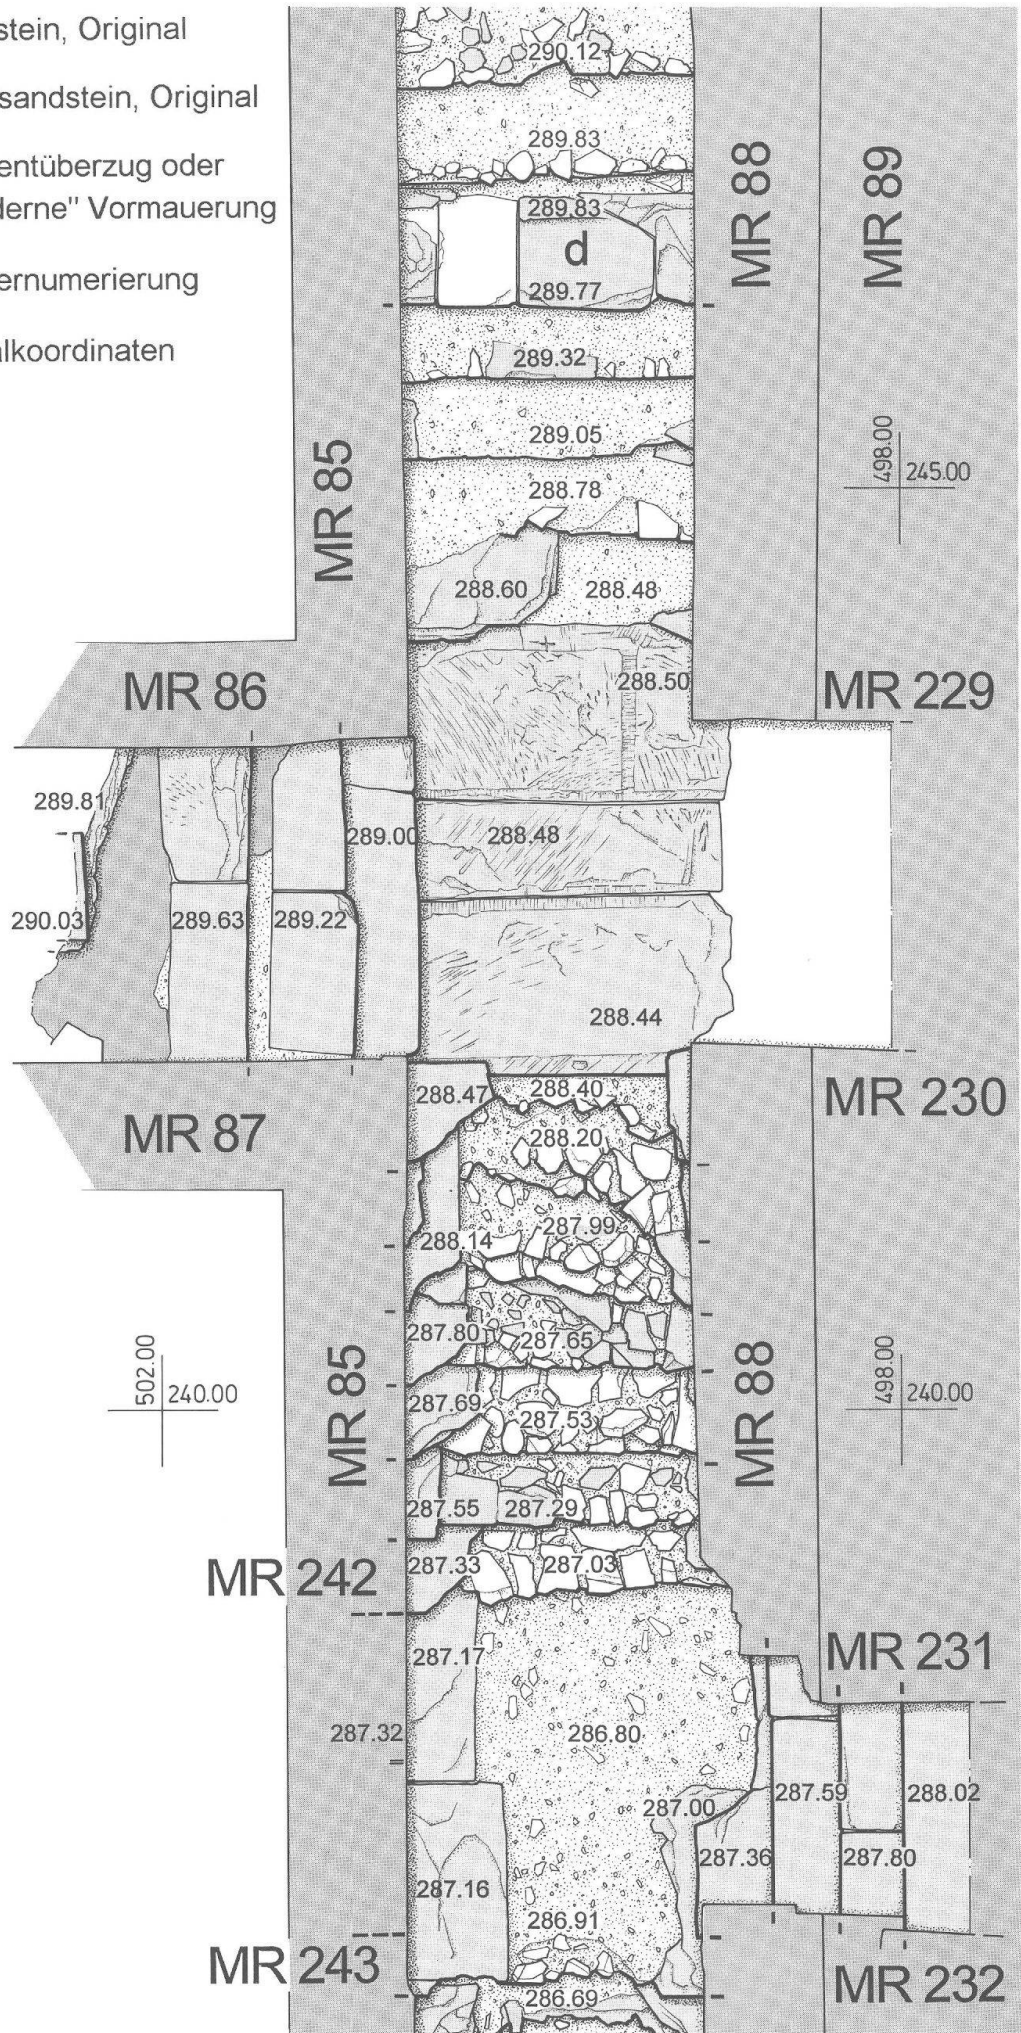 stein, Original
sandstein, Original
entüberzug oder
lerne" Vormauerung
ernumerierung
alkoordinaten
290.12
289.83
289.83
d
289.77
289.32
289.05
288.78
288.60
288.48
288.50
MR 88
MR 89
MR 85
498.00
245.00
MR 86
MR 229
289.81
289.00
288.48
290.03
289.63
289.22
288.44
288.47
288.40
MR 230
MR 87
288.20
287.99
288.14
287.80
287.65
502.00
240.00
MR 85
MR 88
498.00
240.00
287.69
287.53
287.55
287.29
MR 242
287.33
287.03
287.17
MR 231
287.32
286.80
287.00
287.59
288.02
287.36
287.80
287.16
286.91
MR 243
286.69
MR 232